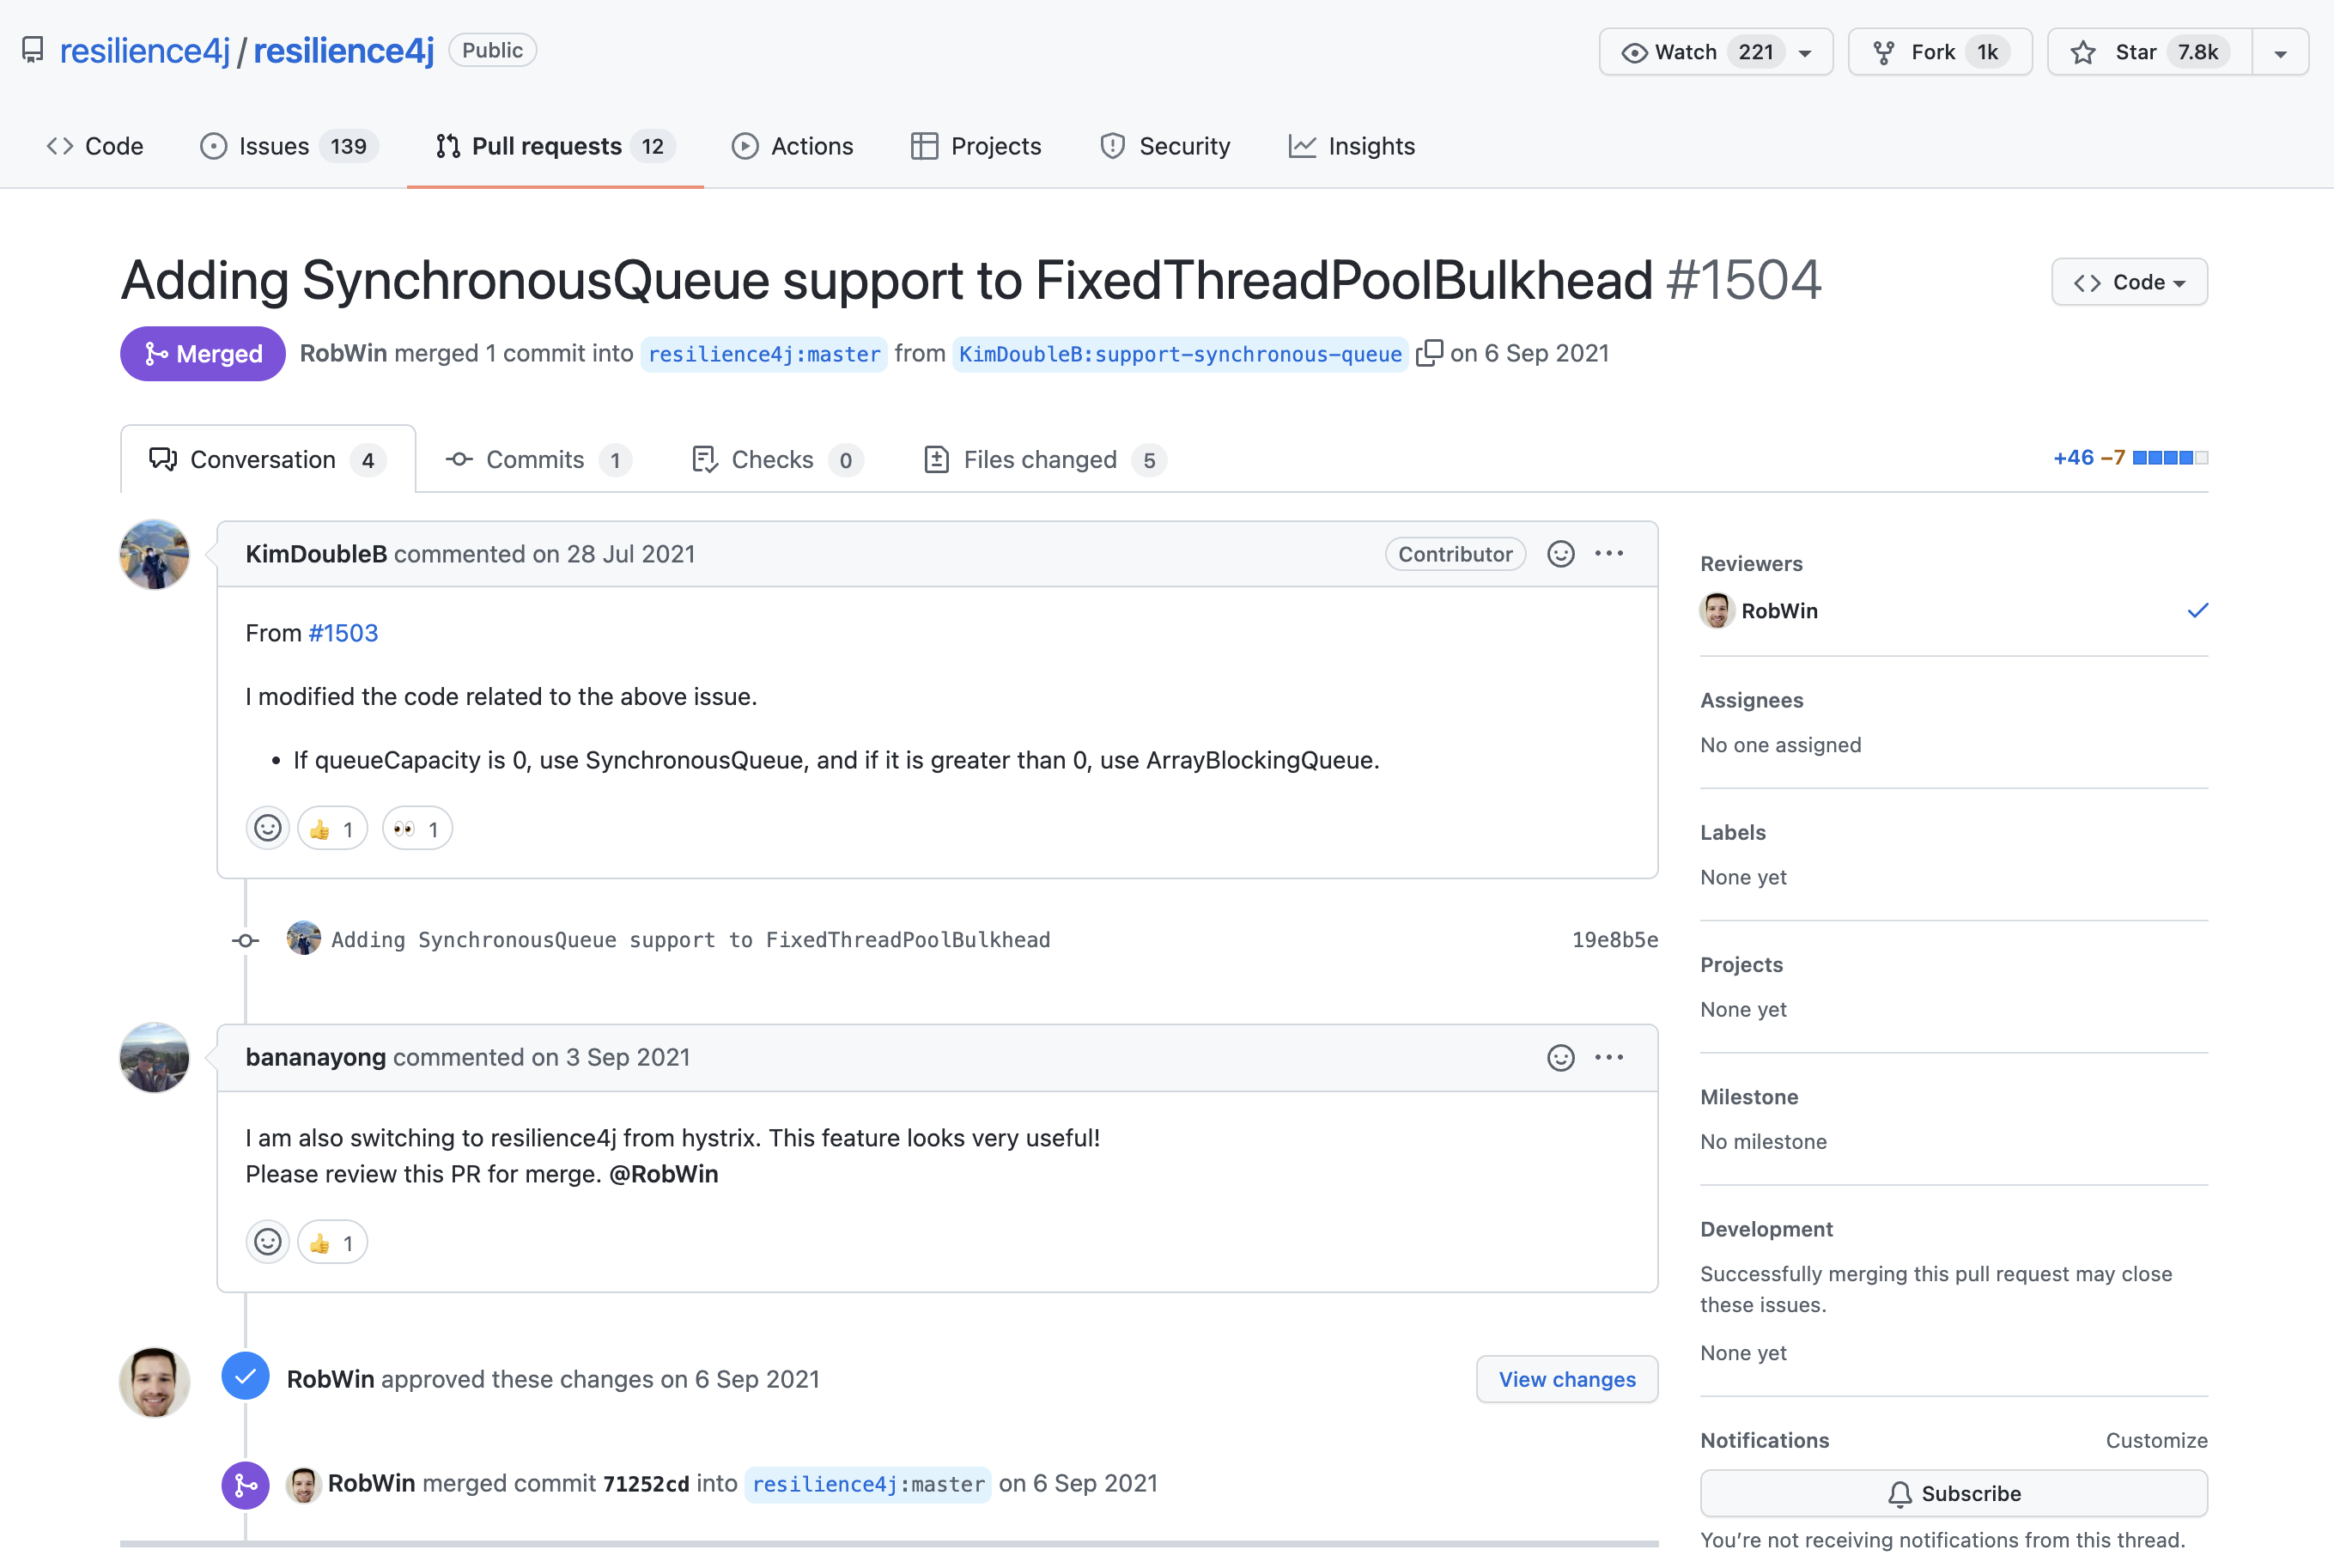 resilience4j / resilience4j Public
Watch 221
Fork 1k
Star 7.8k
Code
Issues 139
Pull requests 12
Actions
Projects
Security
Insights
Adding SynchronousQueue support to FixedThreadPoolBulkhead #1504
Code
Merged
RobWin merged 1 commit into resilience4j:master from KimDoubleB:support-synchronous-queue on 6 Sep 2021
Conversation 4
Commits 1
Checks 0
Files changed 5
+46 −7
KimDoubleB commented on 28 Jul 2021
Contributor
From #1503
I modified the code related to the above issue.
• If queueCapacity is 0, use SynchronousQueue, and if it is greater than 0, use ArrayBlockingQueue.
👍 1
👀 1
Adding SynchronousQueue support to FixedThreadPoolBulkhead
19e8b5e
bananayong commented on 3 Sep 2021
I am also switching to resilience4j from hystrix. This feature looks very useful!
Please review this PR for merge. @RobWin
👍 1
RobWin approved these changes on 6 Sep 2021
View changes
RobWin merged commit 71252cd into resilience4j:master on 6 Sep 2021
Reviewers
RobWin
Assignees
No one assigned
Labels
None yet
Projects
None yet
Milestone
No milestone
Development
Successfully merging this pull request may close
these issues.
None yet
Notifications
Customize
Subscribe
You’re not receiving notifications from this thread.